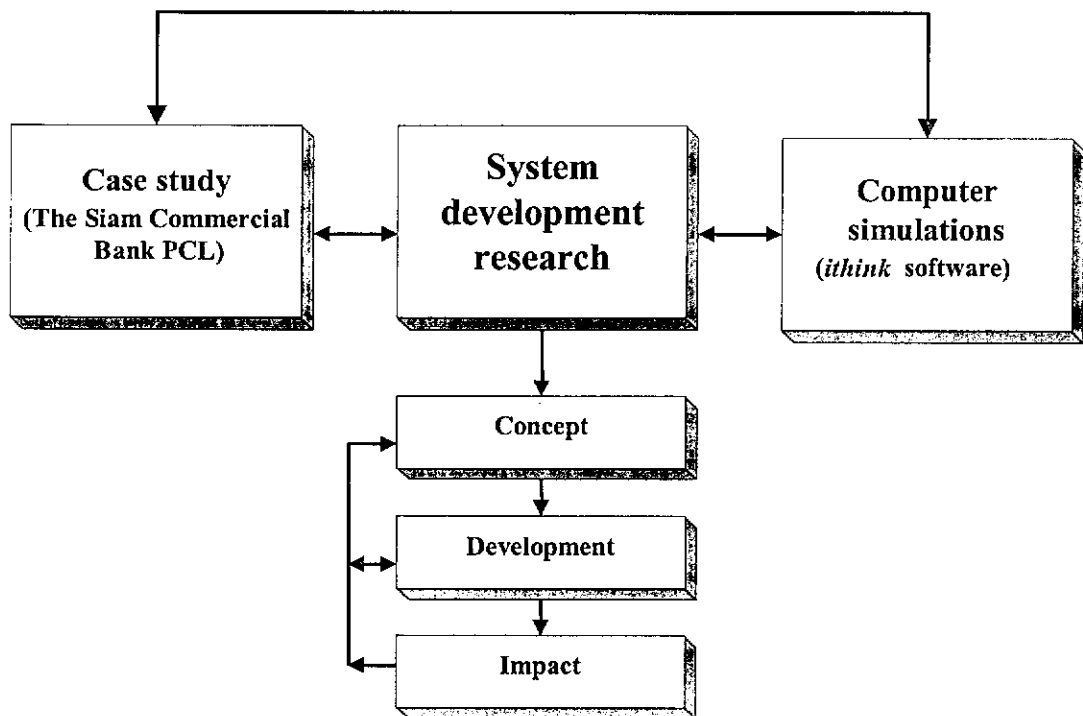 Case study
(The Siam Commercial
Bank PCL)
System
development
research
Computer
simulations
(ithink software)
Concept
Development
Impact